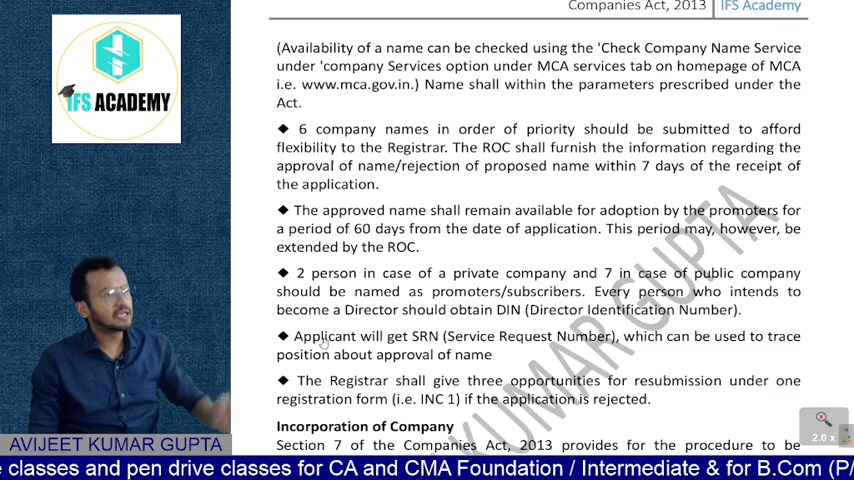 Companies Act, 2013 IFS Academy
IFS ACADEMY
(Availability of a name can be checked using the 'Check Company Name Service
under 'company Services option under MCA services tab on homepage of MCA
i.e. www.mca.gov.in.) Name shall within the parameters prescribed under the
Act.
◆ 6 company names in order of priority should be submitted to afford
flexibility to the Registrar. The ROC shall furnish the information regarding the
approval of name/rejection of proposed name within 7 days of the receipt of
the application.
◆ The approved name shall remain available for adoption by the promoters for
a period of 60 days from the date of application. This period may, however, be
extended by the ROC.
◆ 2 person in case of a private company and 7 in case of public company
should be named as promoters/subscribers. Every person who intends to
become a Director should obtain DIN (Director Identification Number).
◆ Applicant will get SRN (Service Request Number), which can be used to trace
position about approval of name
◆ The Registrar shall give three opportunities for resubmission under one
registration form (i.e. INC 1) if the application is rejected.
Incorporation of Company
Section 7 of the Companies Act, 2013 provides for the procedure to be
KUMAR GUPTA
2.0 x
AVIJEET KUMAR GUPTA
classes and pen drive classes for CA and CMA Foundation / Intermediate & for B.Com (P/